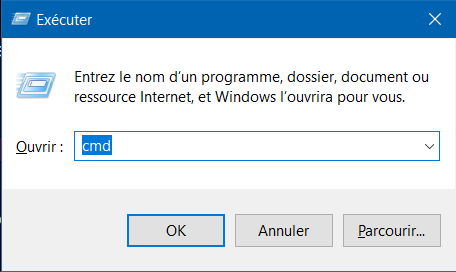 Exécuter
Entrez le nom d’un programme, dossier, document ou
ressource Internet, et Windows l’ouvrira pour vous.
Ouvrir : cmd
OK Annuler Parcourir...